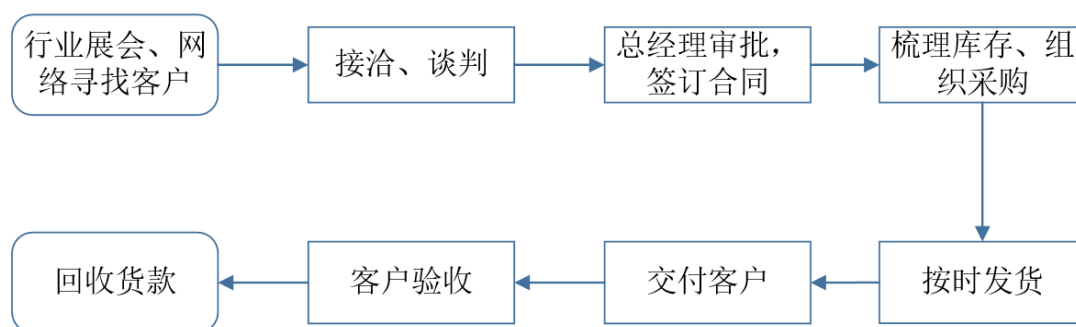 行业展会、网
络寻找客户
接洽、谈判
总经理审批，
签订合同
梳理库存、组
织采购
按时发货
交付客户
客户验收
回收货款